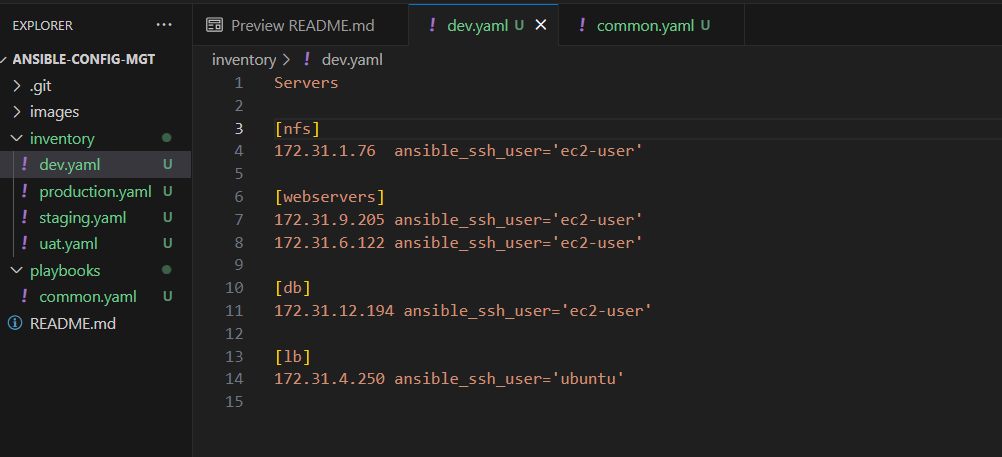 EXPLORER ...
ANSIBLE-CONFIG-MGT
.git
images
inventory
! dev.yaml U
! production.yaml U
! staging.yaml U
! uat.yaml U
playbooks
! common.yaml U
README.md
Preview README.md
! dev.yaml U
! common.yaml U
inventory > ! dev.yaml
1 Servers
2
3 [nfs]
4 172.31.1.76  ansible_ssh_user='ec2-user'
5
6 [webservers]
7 172.31.9.205 ansible_ssh_user='ec2-user'
8 172.31.6.122 ansible_ssh_user='ec2-user'
9
10 [db]
11 172.31.12.194 ansible_ssh_user='ec2-user'
12
13 [lb]
14 172.31.4.250 ansible_ssh_user='ubuntu'
15